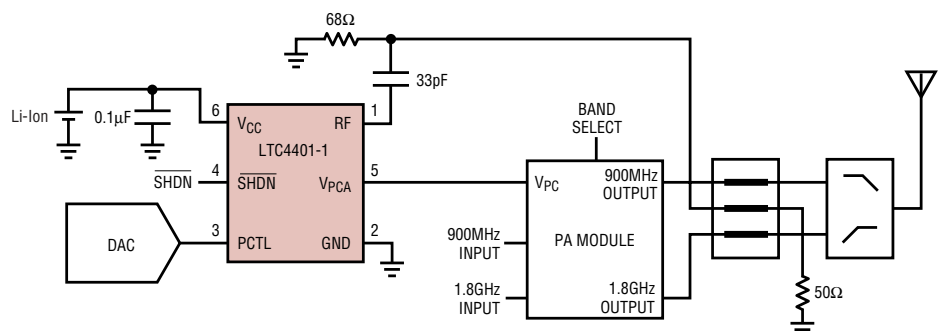 68Ω
33pF
Li-Ion
0.1µF
6
VCC
RF
1
LTC4401-1
SHDN
4
SHDN
VPCA
5
DAC
3
PCTL
GND
2
BAND
SELECT
VPC
900MHz
OUTPUT
PA MODULE
900MHz
INPUT
1.8GHz
INPUT
1.8GHz
OUTPUT
50Ω